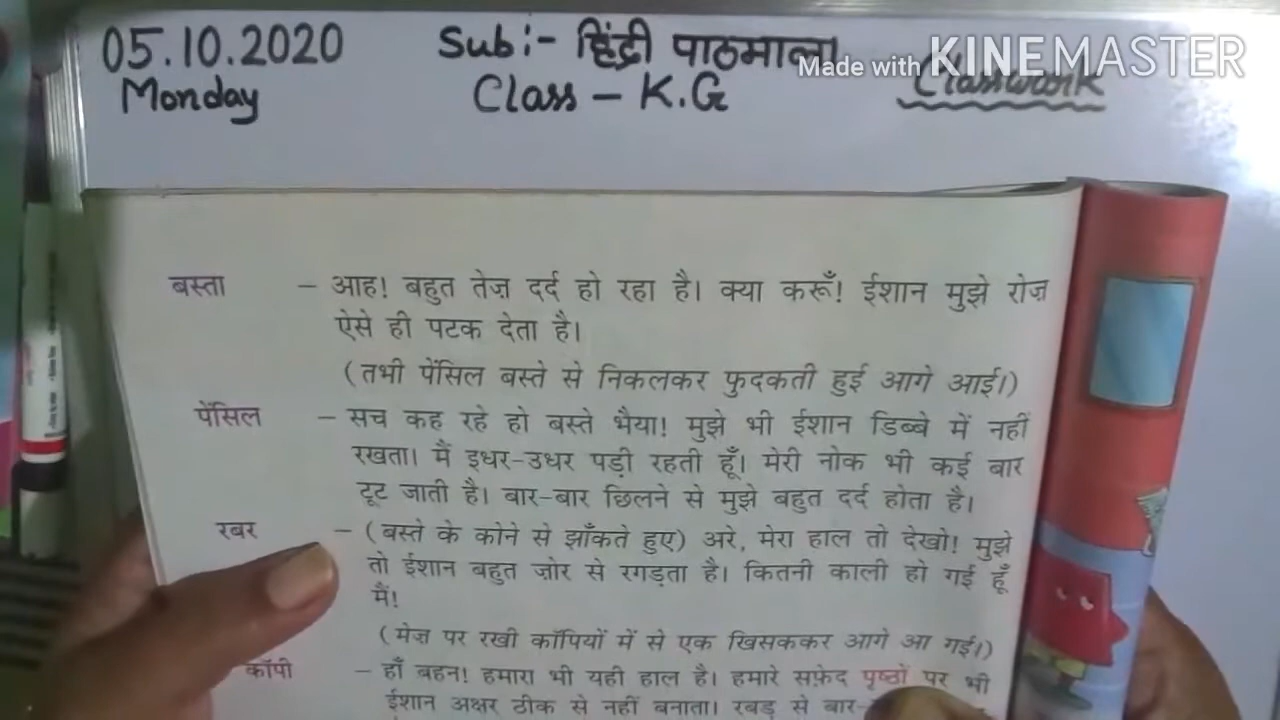 05.10.2020 Sub:- हिंदी पाठमाला Made with KINEMASTER
Monday Class - K.G Classwork
बस्ता – आह! बहुत तेज़ दर्द हो रहा है। क्या करूँ! ईशान मुझे रोज़
ऐसे ही पटक देता है।
(तभी पेंसिल बस्ते से निकलकर फुदकती हुई आगे आई।)
पेंसिल – सच कह रहे हो बस्ते भैया! मुझे भी ईशान डिब्बे में नहीं
रखता। मैं इधर-उधर पड़ी रहती हूँ। मेरी नोक भी कई बार
टूट जाती है। बार-बार छिलने से मुझे बहुत दर्द होता है।
रबर – (बस्ते के कोने से झाँकते हुए) अरे, मेरा हाल तो देखो! मुझे
तो ईशान बहुत ज़ोर से रगड़ता है। कितनी काली हो गई हूँ
मैं!
(मेज़ पर रखी कॉपियों में से एक खिसककर आगे आ गई।)
कॉपी – हाँ बहन! हमारा भी यही हाल है। हमारे सफ़ेद पृष्ठों पर भी
ईशान अक्षर ठीक से नहीं बनाता। रबड़ से बार-